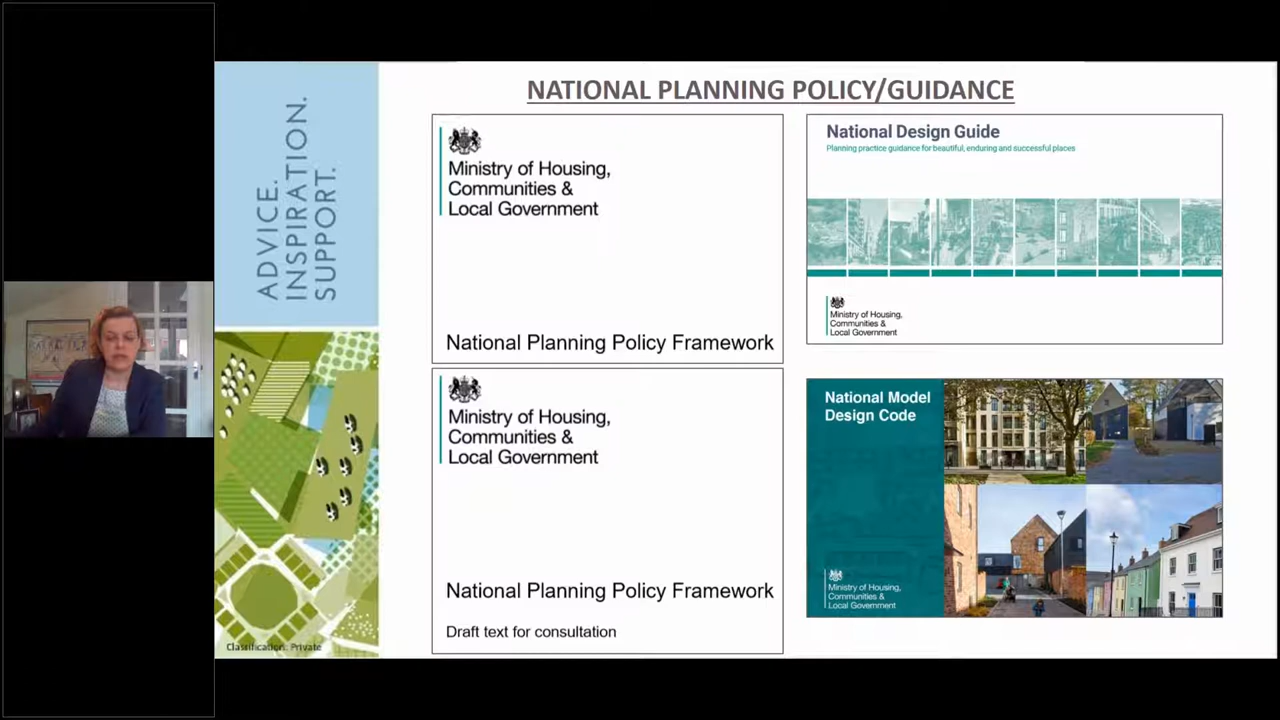 ADVICE.
INSPIRATION.
SUPPORT.
Classification: Private
NATIONAL PLANNING POLICY/GUIDANCE
Ministry of Housing,
Communities &
Local Government
National Planning Policy Framework
Ministry of Housing,
Communities &
Local Government
National Planning Policy Framework
Draft text for consultation
National Design Guide
Planning practice guidance for beautiful, enduring and successful places
Ministry of Housing,
Communities &
Local Government
National Model
Design Code
Ministry of Housing,
Communities &
Local Government